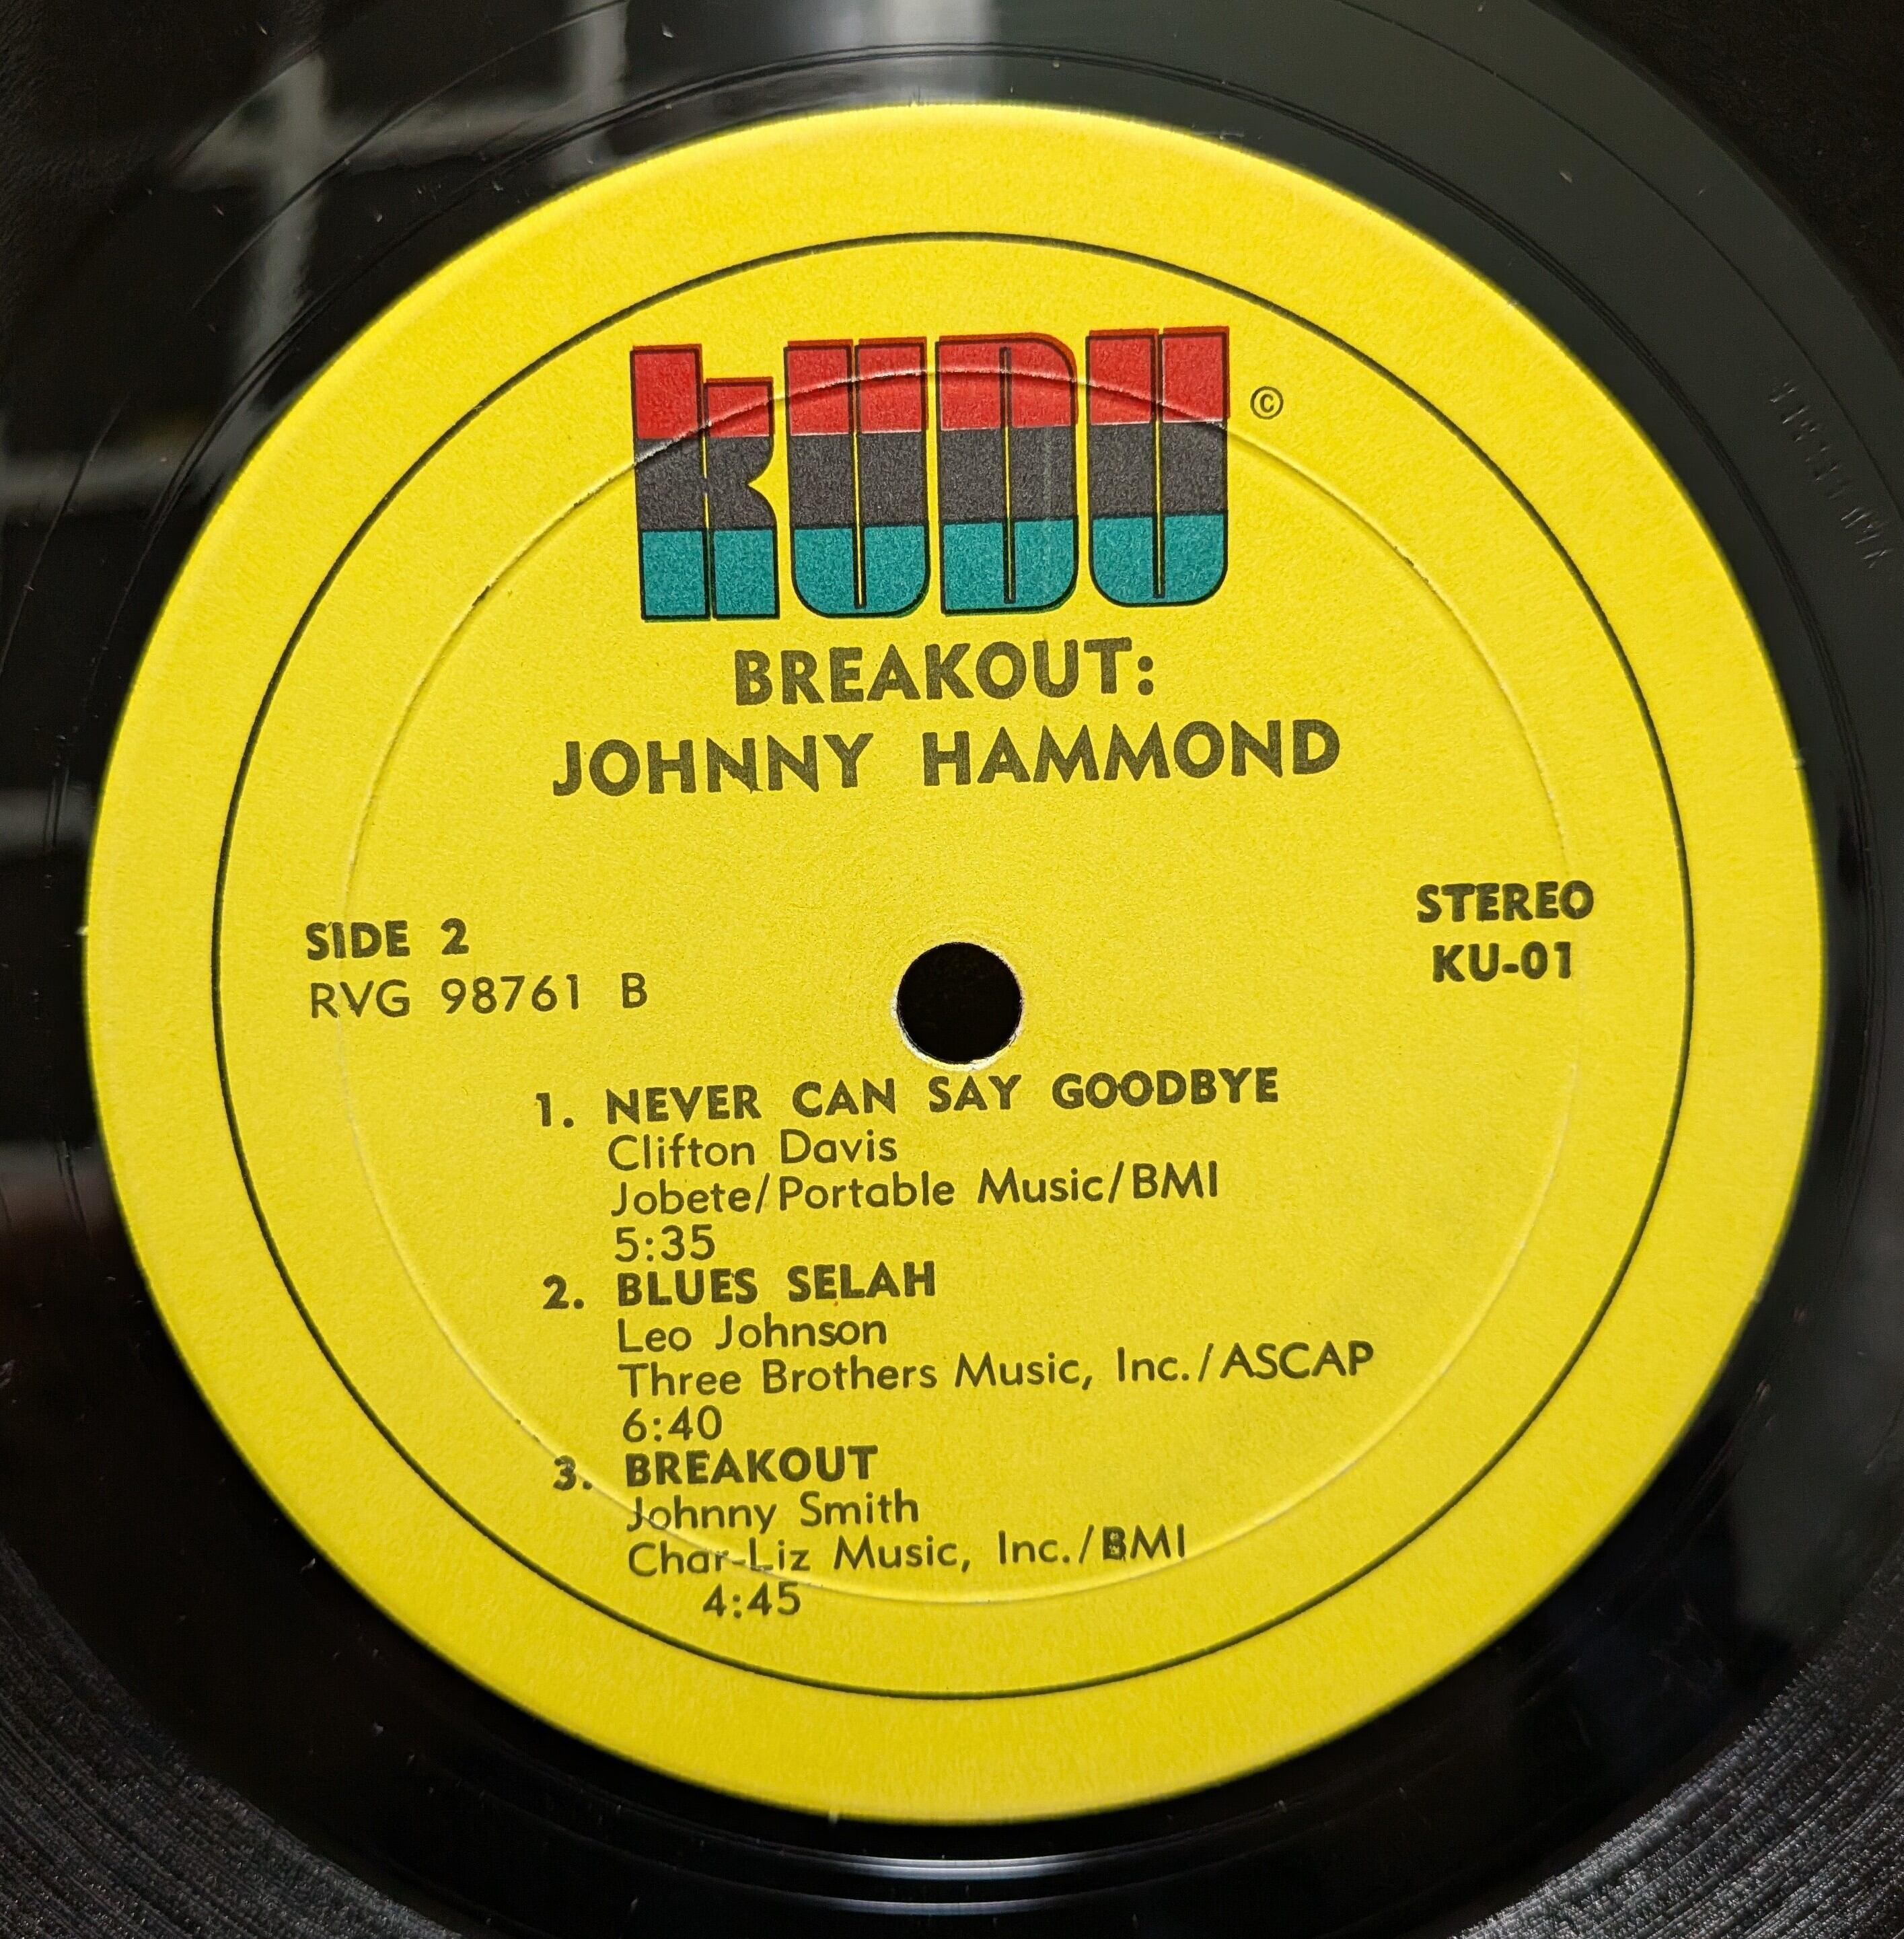 KUDU ©
BREAKOUT:
JOHNNY HAMMOND
STEREO
KU-01
SIDE 2
RVG 98761 B
1. NEVER CAN SAY GOODBYE
Clifton Davis
Jobete/Portable Music/BMI
5:35
2. BLUES SELAH
Leo Johnson
Three Brothers Music, Inc./ASCAP
6:40
3. BREAKOUT
Johnny Smith
Char-Liz Music, Inc./BMI
4:45